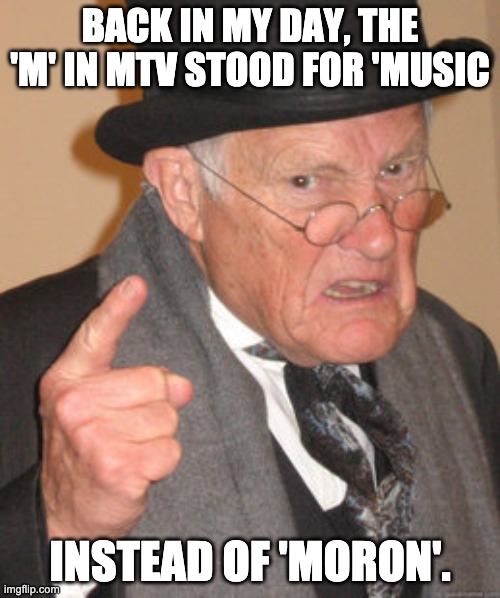 BACK IN MY DAY, THE
'M' IN MTV STOOD FOR 'MUSIC
INSTEAD OF 'MORON'.
imgflip.com